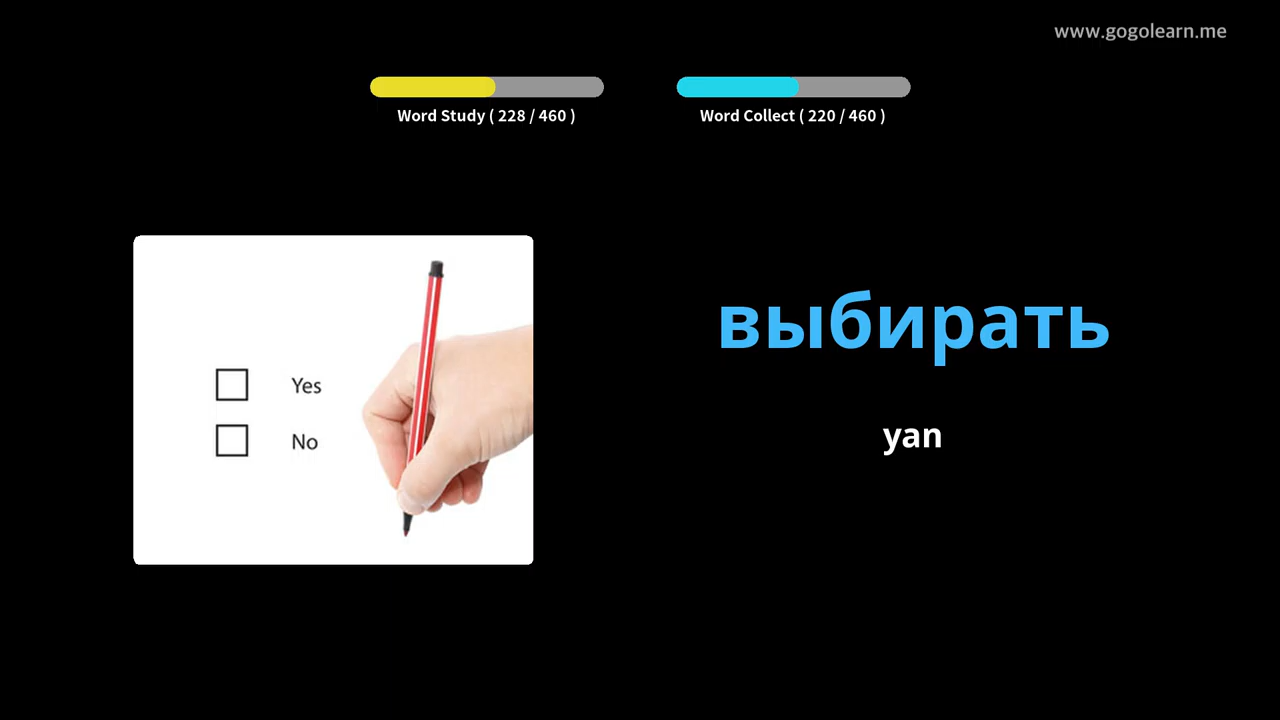 www.gogolearn.me
Word Study ( 228 / 460 )
Word Collect ( 220 / 460 )
выбирать
yan
Yes
No